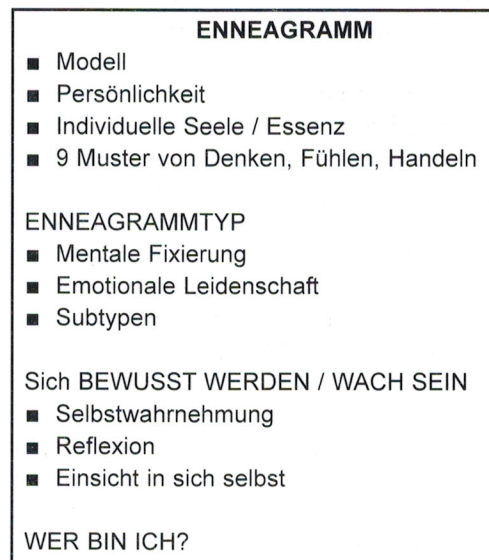 ENNEAGRAMM
■ Modell
■ Persönlichkeit
■ Individuelle Seele / Essenz
■ 9 Muster von Denken, Fühlen, Handeln
ENNEAGRAMMTYP
■ Mentale Fixierung
■ Emotionale Leidenschaft
■ Subtypen
Sich BEWUSST WERDEN / WACH SEIN
■ Selbstwahrnehmung
■ Reflexion
■ Einsicht in sich selbst
WER BIN ICH?